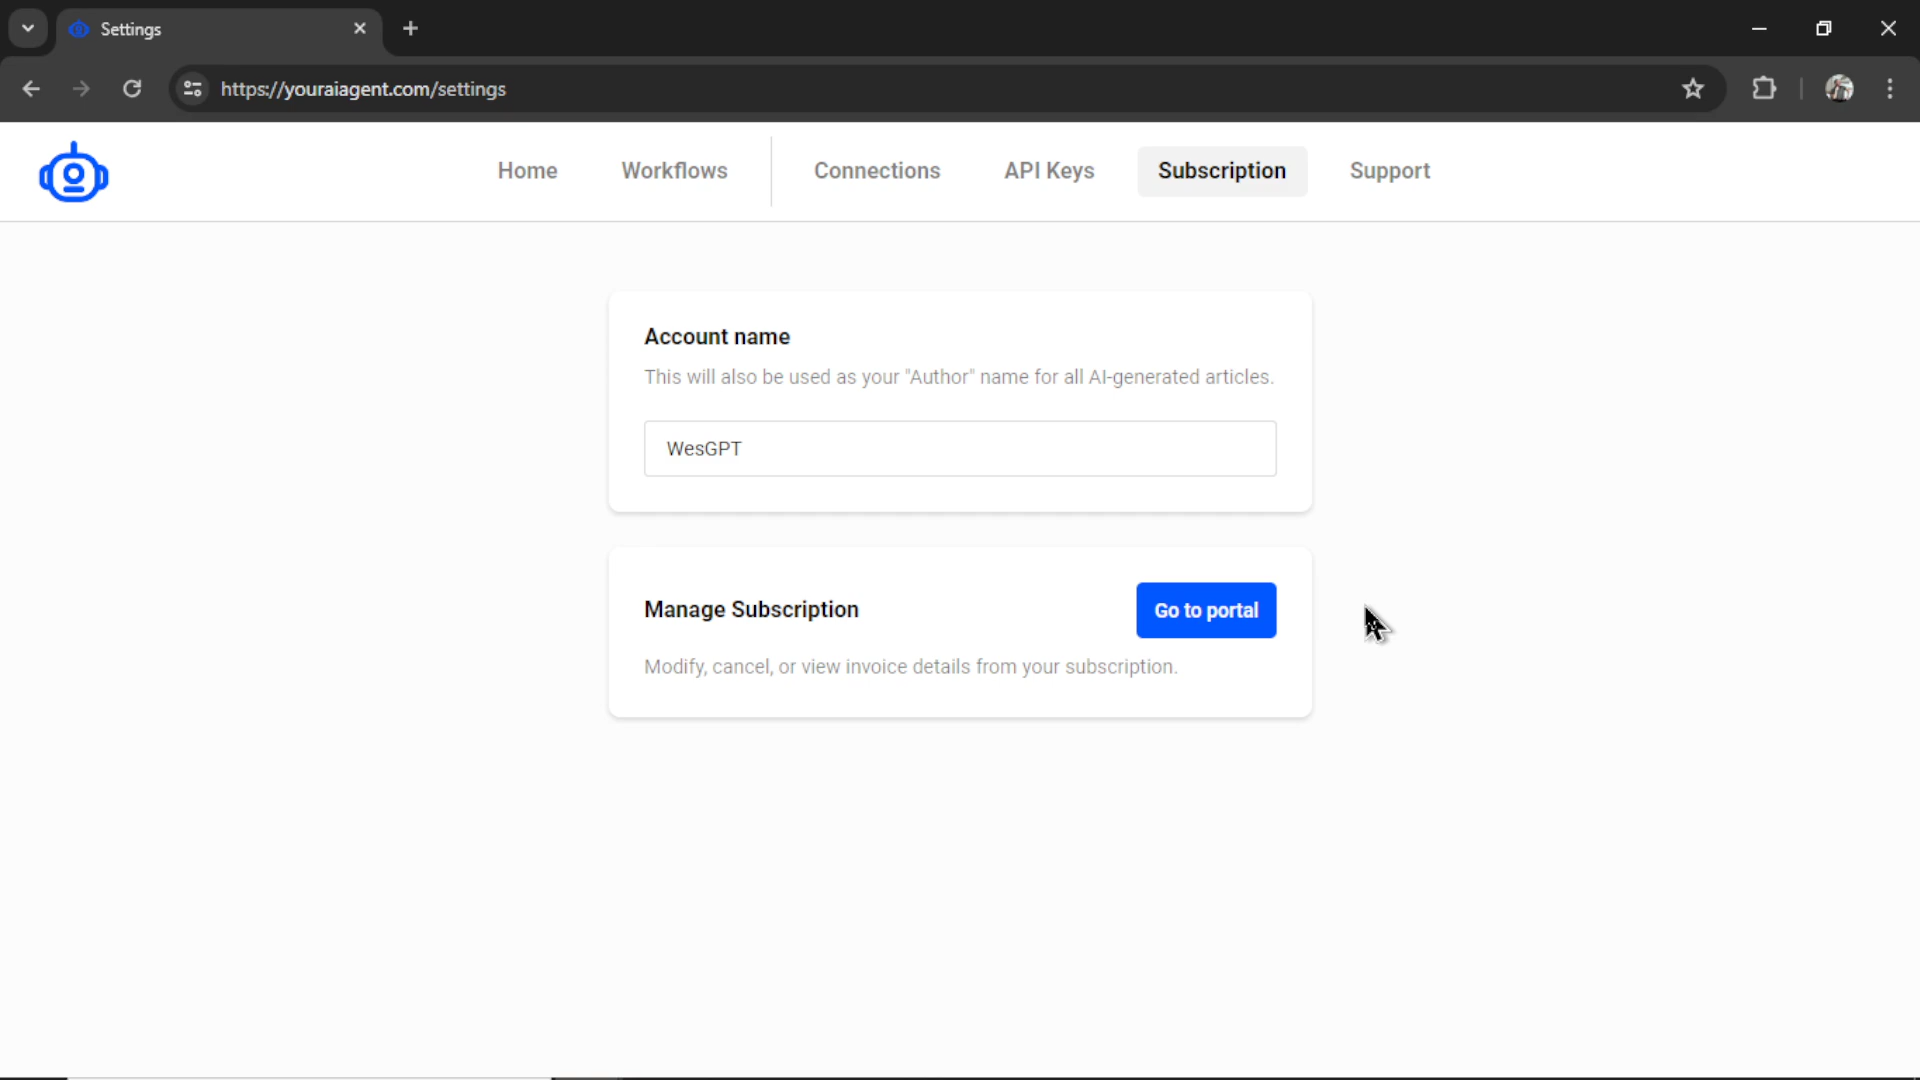 Settings
https://youraiagent.com/settings
Home Workflows Connections API Keys Subscription Support
Account name
This will also be used as your "Author" name for all AI-generated articles.
WesGPT
Manage Subscription Go to portal
Modify, cancel, or view invoice details from your subscription.